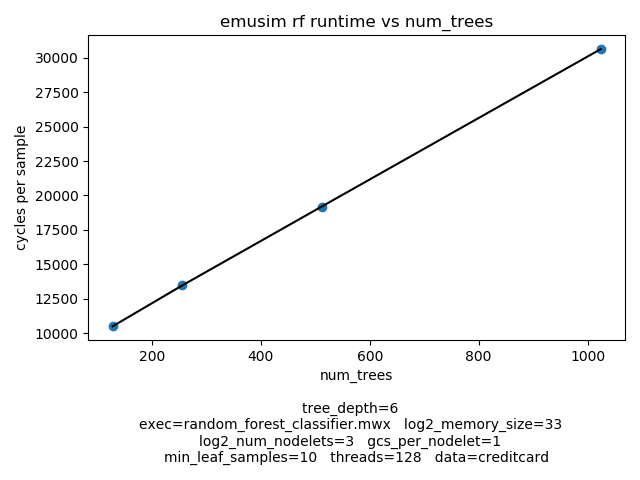 emusim rf runtime vs num_trees
30000
27500
25000
22500
20000
17500
15000
12500
10000
cycles per sample
200 400 600 800 1000
num_trees
tree_depth=6
exec=random_forest_classifier.mwx log2_memory_size=33
log2_num_nodelets=3 gcs_per_nodelet=1
min_leaf_samples=10 threads=128 data=creditcard